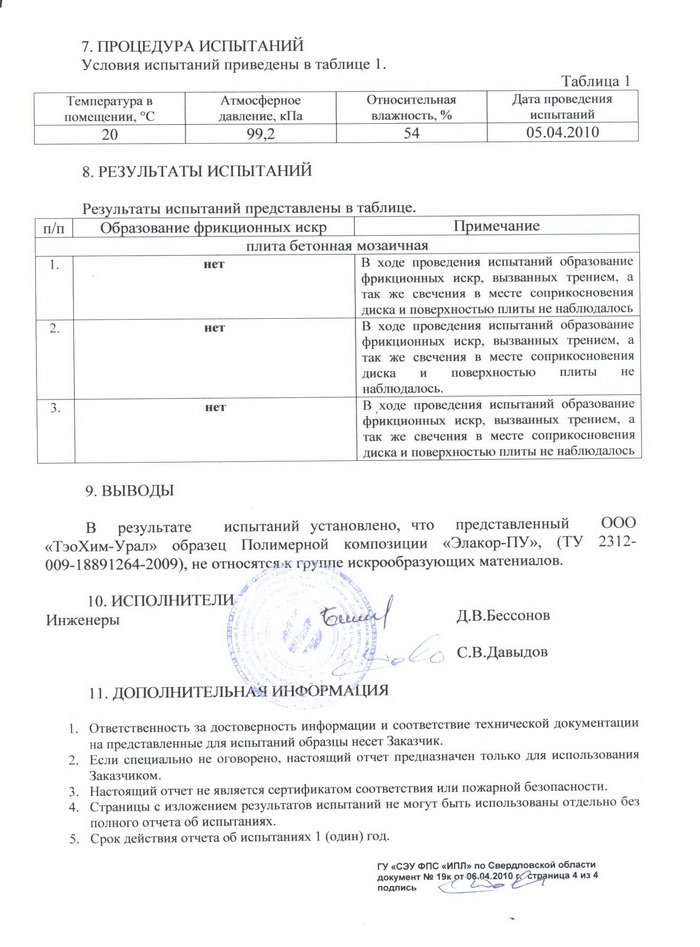 7. ПРОЦЕДУРА ИСПЫТАНИЙ
Условия испытаний приведены в таблице 1.
Таблица 1
Температура в помещении, °С
Атмосферное давление, кПа
Относительная влажность, %
Дата проведения испытаний
20
99,2
54
05.04.2010
8. РЕЗУЛЬТАТЫ ИСПЫТАНИЙ
Результаты испытаний представлены в таблице.
п/п
Образование фрикционных искр
Примечание
плита бетонная мозаичная
1.
нет
В ходе проведения испытаний образование
фрикционных искр, вызванных трением, а
так же свечения в месте соприкосновения
диска и поверхностью плиты не наблюдалось
2.
нет
В ходе проведения испытаний образование
фрикционных искр, вызванных трением, а
так же свечения в месте соприкосновения
диска и поверхностью плиты не
наблюдалось.
3.
нет
В ходе проведения испытаний образование
фрикционных искр, вызванных трением, а
так же свечения в месте соприкосновения
диска и поверхностью плиты не наблюдалось
9. ВЫВОДЫ
В результате испытаний установлено, что представленный ООО
«ТэоХим-Урал» образец Полимерной композиции «Элакор-ПУ», (ТУ 2312-
009-18891264-2009), не относятся к группе искрообразующихматениалов.
10. ИСПОЛНИТЕЛИ
Инженеры
Д.В.Бессонов
С.В.Давыдов
11. ДОПОЛНИТЕЛЬНАЯ ИНФОРМАЦИЯ
1. Ответственность за достоверность информации и соответствие технической документации
на представленные для испытаний образцы несет Заказчик.
2. Если специально не оговорено, настоящий отчет предназначен только для использования
Заказчиком.
3. Настоящий отчет не является сертификатом соответствия или пожарной безопасности.
4. Страницы с изложением результатов испытаний не могут быть использованы отдельно без
полного отчета об испытаниях.
5. Срок действия отчета об испытаниях 1 (один) год.
ГУ «СЭУ ФПС «ИПЛ» по Свердловской области
документ № 19к от 06.04.2010 г. страница 4 из 4
подпись